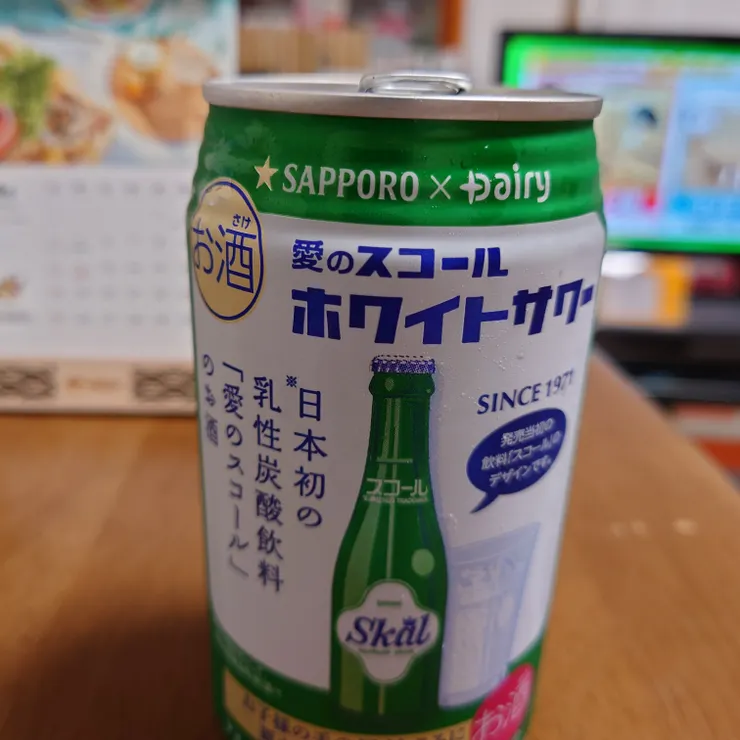 SAPPORO × Dairy
お酒
さけ
愛のスコール
ホワイトサワー
※日本初の
乳性炭酸飲料
「愛のスコール」
のお酒
SINCE 1971
発売当初の
飲料「スコール」の
デザインです。
スコール
Skål
お酒